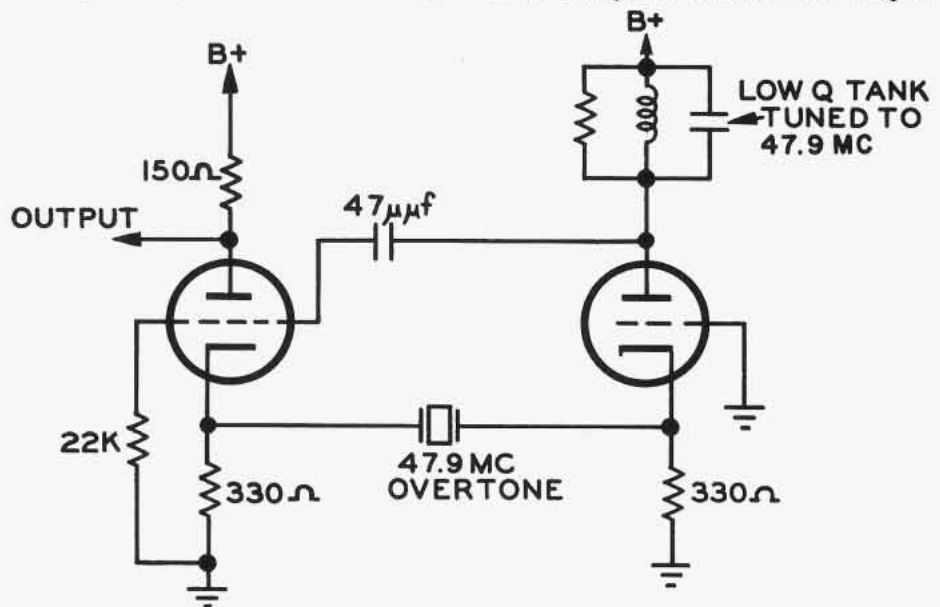 B+
B+
LOW Q TANK
TUNED TO
47.9 MC
150Ω
47μμf
OUTPUT
22K
47.9 MC
OVERTONE
330Ω
330Ω